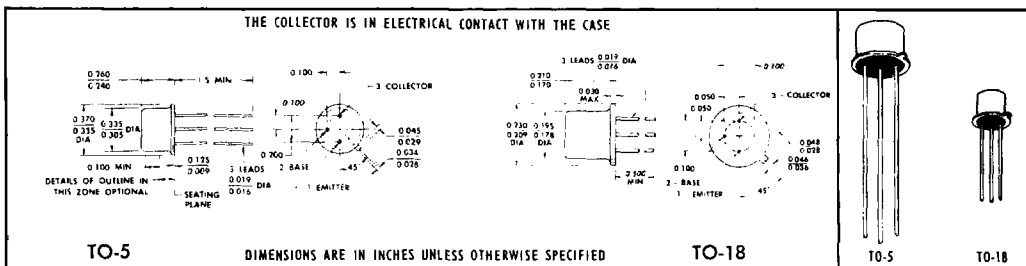 THE COLLECTOR IS IN ELECTRICAL CONTACT WITH THE CASE
0.260
0.240
1.5 MIN
0.100
3 COLLECTOR
0.100
0.370
0.335
DIA
0.335
0.305
DIA
0.200
2 BASE
1 EMITTER
45°
0.045
0.029
0.034
0.028
0.100 MIN
0.125
0.009
DETAILS OF OUTLINE IN
THIS ZONE OPTIONAL
SEATING
PLANE
3 LEADS
0.019
0.016
DIA
TO-5
3 LEADS 0.019 DIA
0.016
0.210
0.170
0.030
MAX
0.100
0.050
0.050
3 - COLLECTOR
0.230
0.209
DIA
0.195
0.178
DIA
0.500
MIN
0.100
2 - BASE
1 EMITTER
45°
0.048
0.028
0.046
0.036
DIMENSIONS ARE IN INCHES UNLESS OTHERWISE SPECIFIED
TO-18
TO-5
TO-18